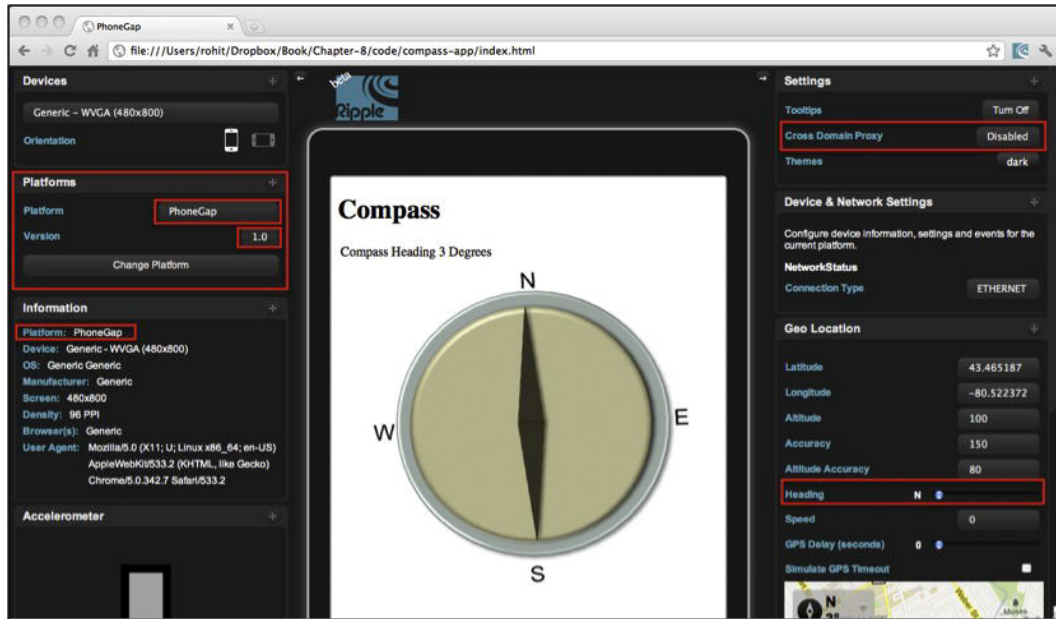 PhoneGap
file:///Users/rohit/Dropbox/Book/Chapter-8/code/compass-app/index.html
Devices
Generic - WVGA (480x800)
Orientation
Platforms
Platform PhoneGap
Version 1.0
Change Platform
Information
Platform: PhoneGap
Device: Generic - WVGA (480x800)
OS: Generic Generic
Manufacturer: Generic
Screen: 480x800
Density: 96 PPI
Browser(s): Generic
User Agent: Mozilla/5.0 (X11; U; Linux x86_64; en-US)
AppleWebKit/533.2 (KHTML, like Gecko)
Chrome/5.0.342.7 Safari/533.2
Accelerometer
beta
Ripple
Compass
Compass Heading 3 Degrees
N
W
E
S
Settings
Tooltips Turn Off
Cross Domain Proxy Disabled
Themes dark
Device & Network Settings
Configure device information, settings and events for the
current platform.
NetworkStatus
Connection Type ETHERNET
Geo Location
Latitude 43.465187
Longitude -80.522372
Altitude 100
Accuracy 150
Altitude Accuracy 80
Heading N
Speed 0
GPS Delay (seconds) 0
Simulate GPS Timeout
N